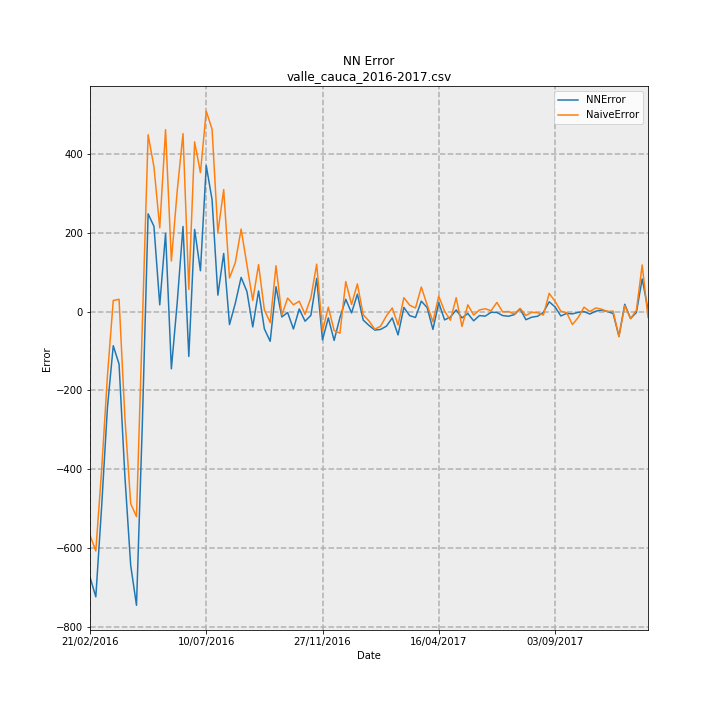 NN Error
valle_cauca_2016-2017.csv
NNError
NaiveError
400
200
0
−200
−400
−600
−800
Error
21/02/2016 10/07/2016 27/11/2016 16/04/2017 03/09/2017
Date